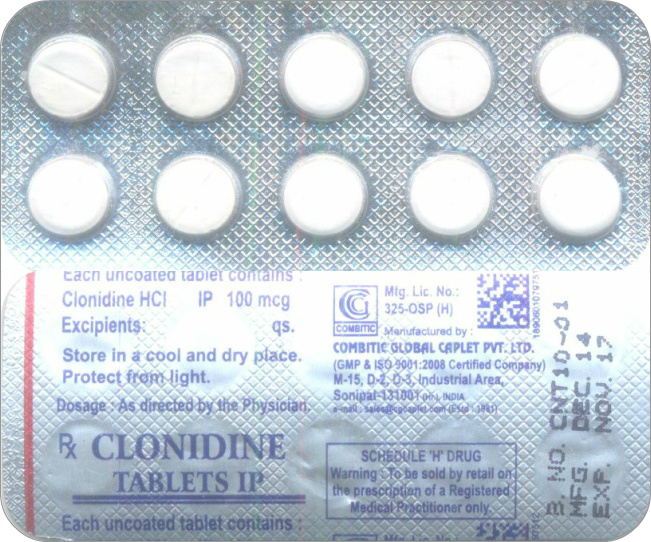 Each uncoated tablet contains :
Clonidine HCl IP 100 mcg
Excipients: qs.
Store in a cool and dry place.
Protect from light.
Dosage : As directed by the Physician.
Rx CLONIDINE
TABLETS IP
Each uncoated tablet contains :
COMBITIC
Mfg. Lic. No.:
325-OSP (H)
Manufactured by :
COMBITIC GLOBAL CAPLET PVT. LTD.
(GMP & ISO 9001:2008 Certified Company)
M-15, D-2, D-3, Industrial Area,
Sonipat-131001 (Hr.), INDIA
SCHEDULE 'H' DRUG
Warning : To be sold by retail on
the prescription of a Registered
Medical Practitioner only.
Mfg. Lic. No.:
B. NO. CNT10-01
MFG. DEC. 14
EXP. NOV. 17